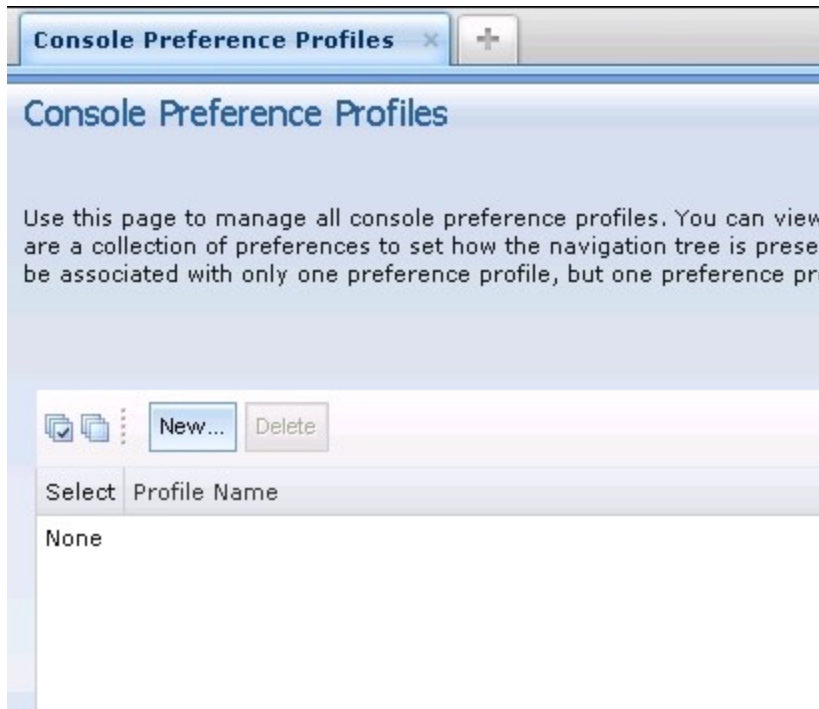 Console Preference Profiles
Console Preference Profiles
Use this page to manage all console preference profiles. You can view
are a collection of preferences to set how the navigation tree is prese
be associated with only one preference profile, but one preference pr
New... Delete
Select Profile Name
None